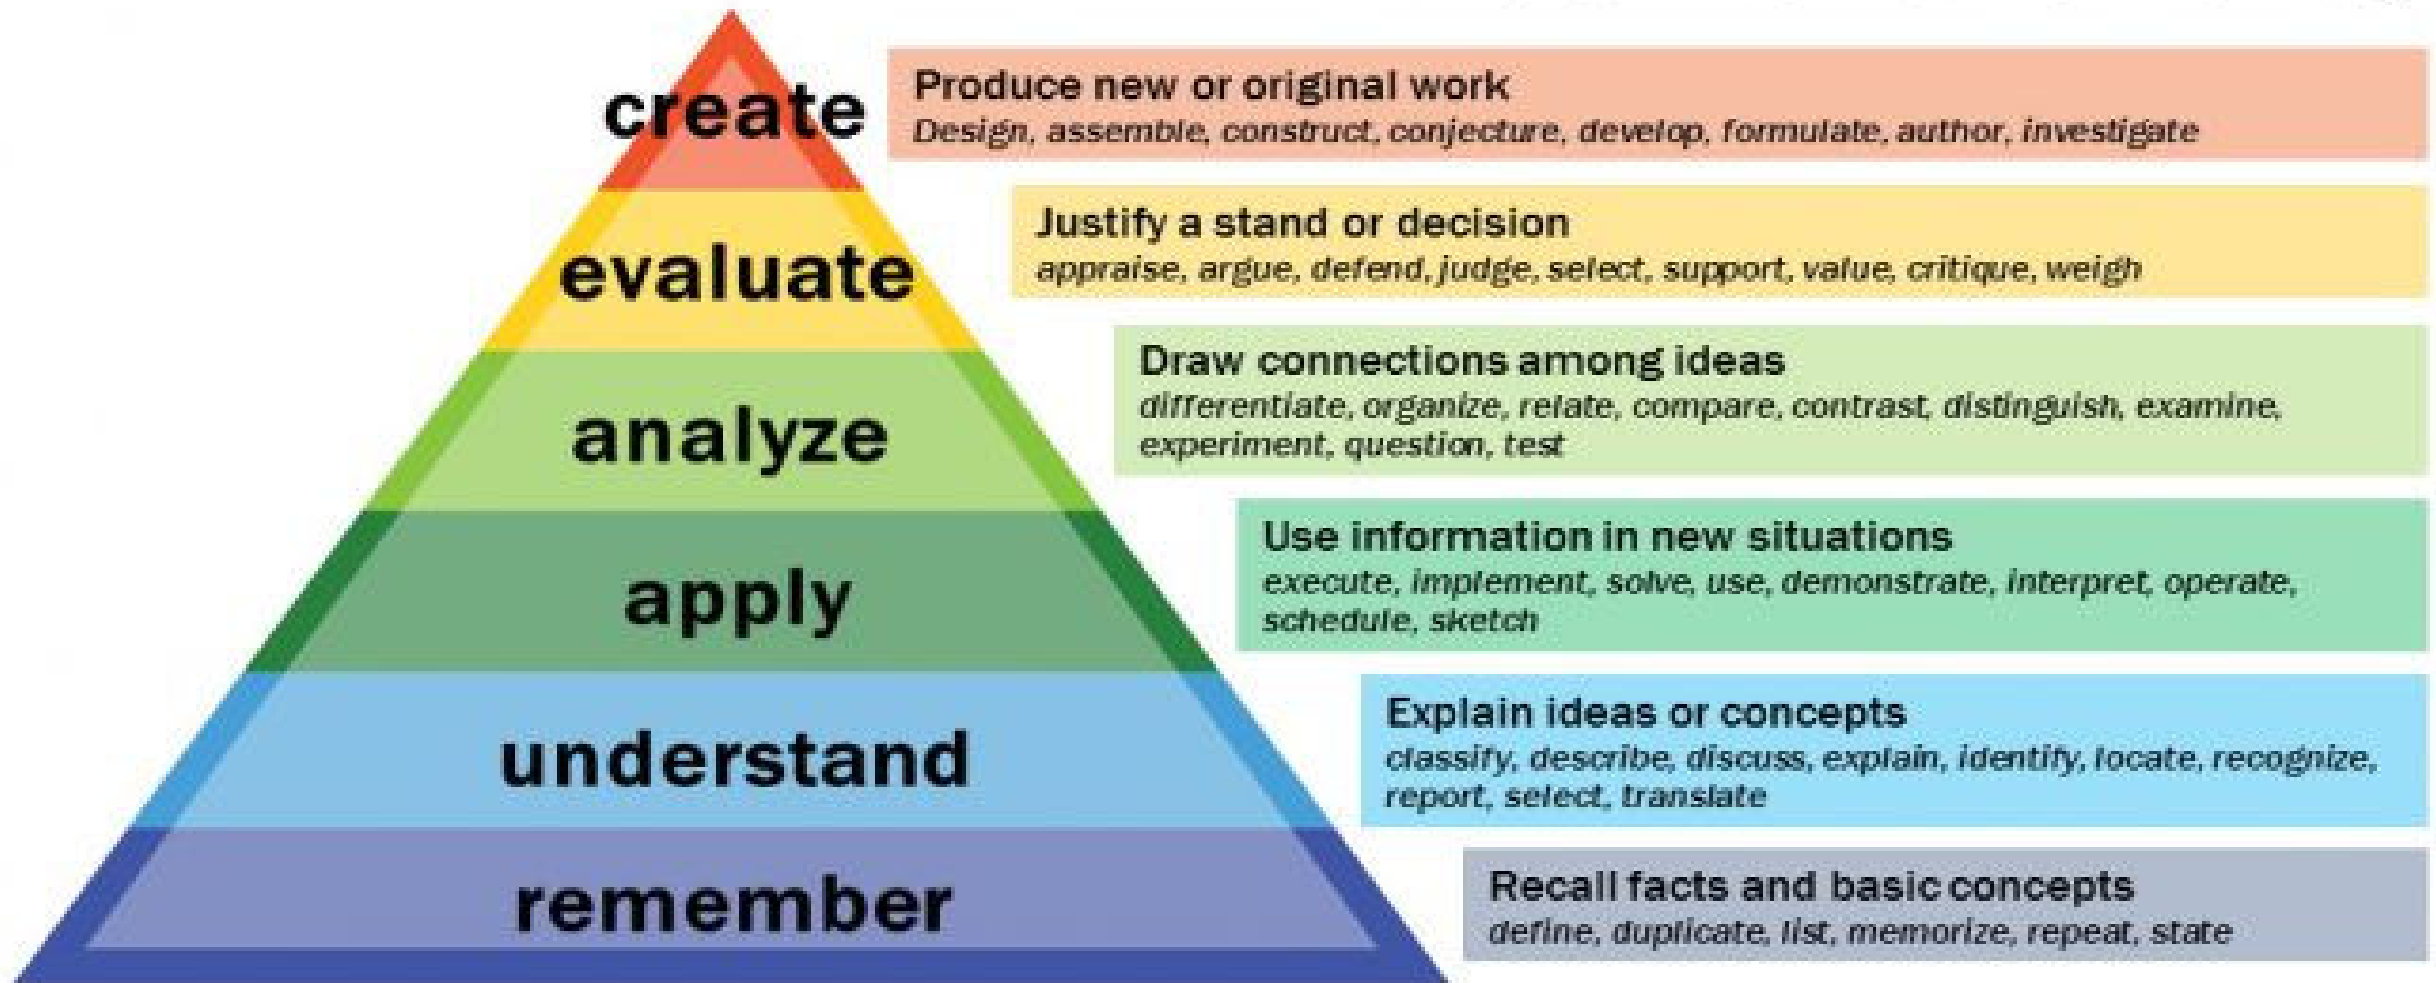 create
Produce new or original work
Design, assemble, construct, conjecture, develop, formulate, author, investigate
evaluate
Justify a stand or decision
appraise, argue, defend, judge, select, support, value, critique, weigh
analyze
Draw connections among ideas
differentiate, organize, relate, compare, contrast, distinguish, examine,
experiment, question, test
apply
Use information in new situations
execute, implement, solve, use, demonstrate, interpret, operate,
schedule, sketch
understand
Explain ideas or concepts
classify, describe, discuss, explain, identify, locate, recognize,
report, select, translate
remember
Recall facts and basic concepts
define, duplicate, list, memorize, repeat, state